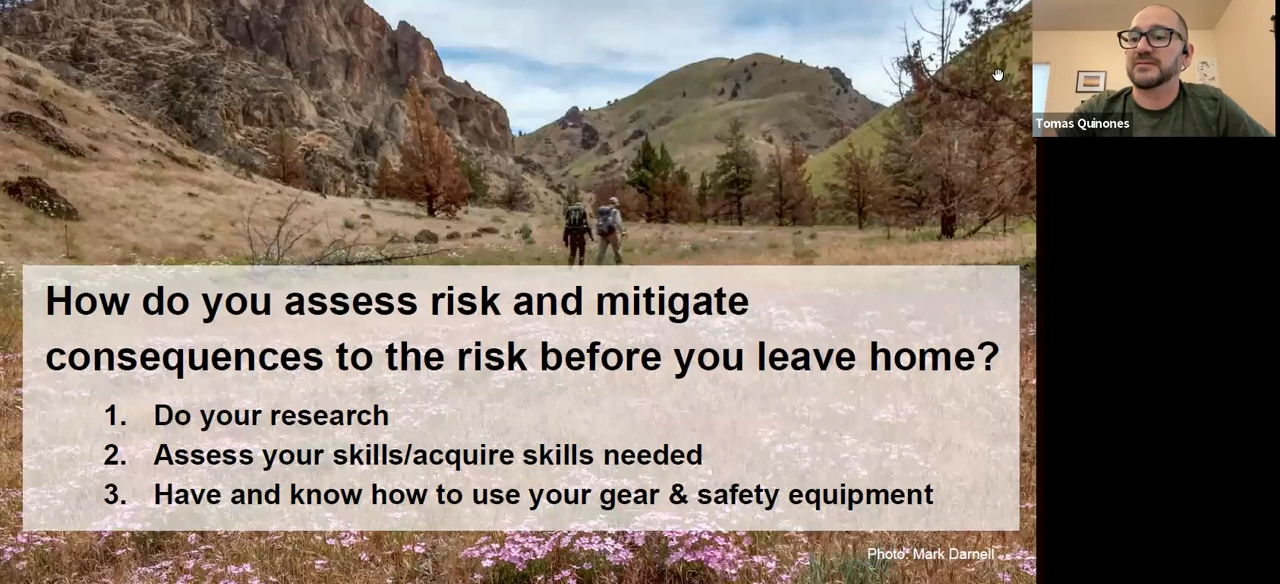 Tomas Quinones
How do you assess risk and mitigate
consequences to the risk before you leave home?
1. Do your research
2. Assess your skills/acquire skills needed
3. Have and know how to use your gear & safety equipment
Photo: Mark Darnell